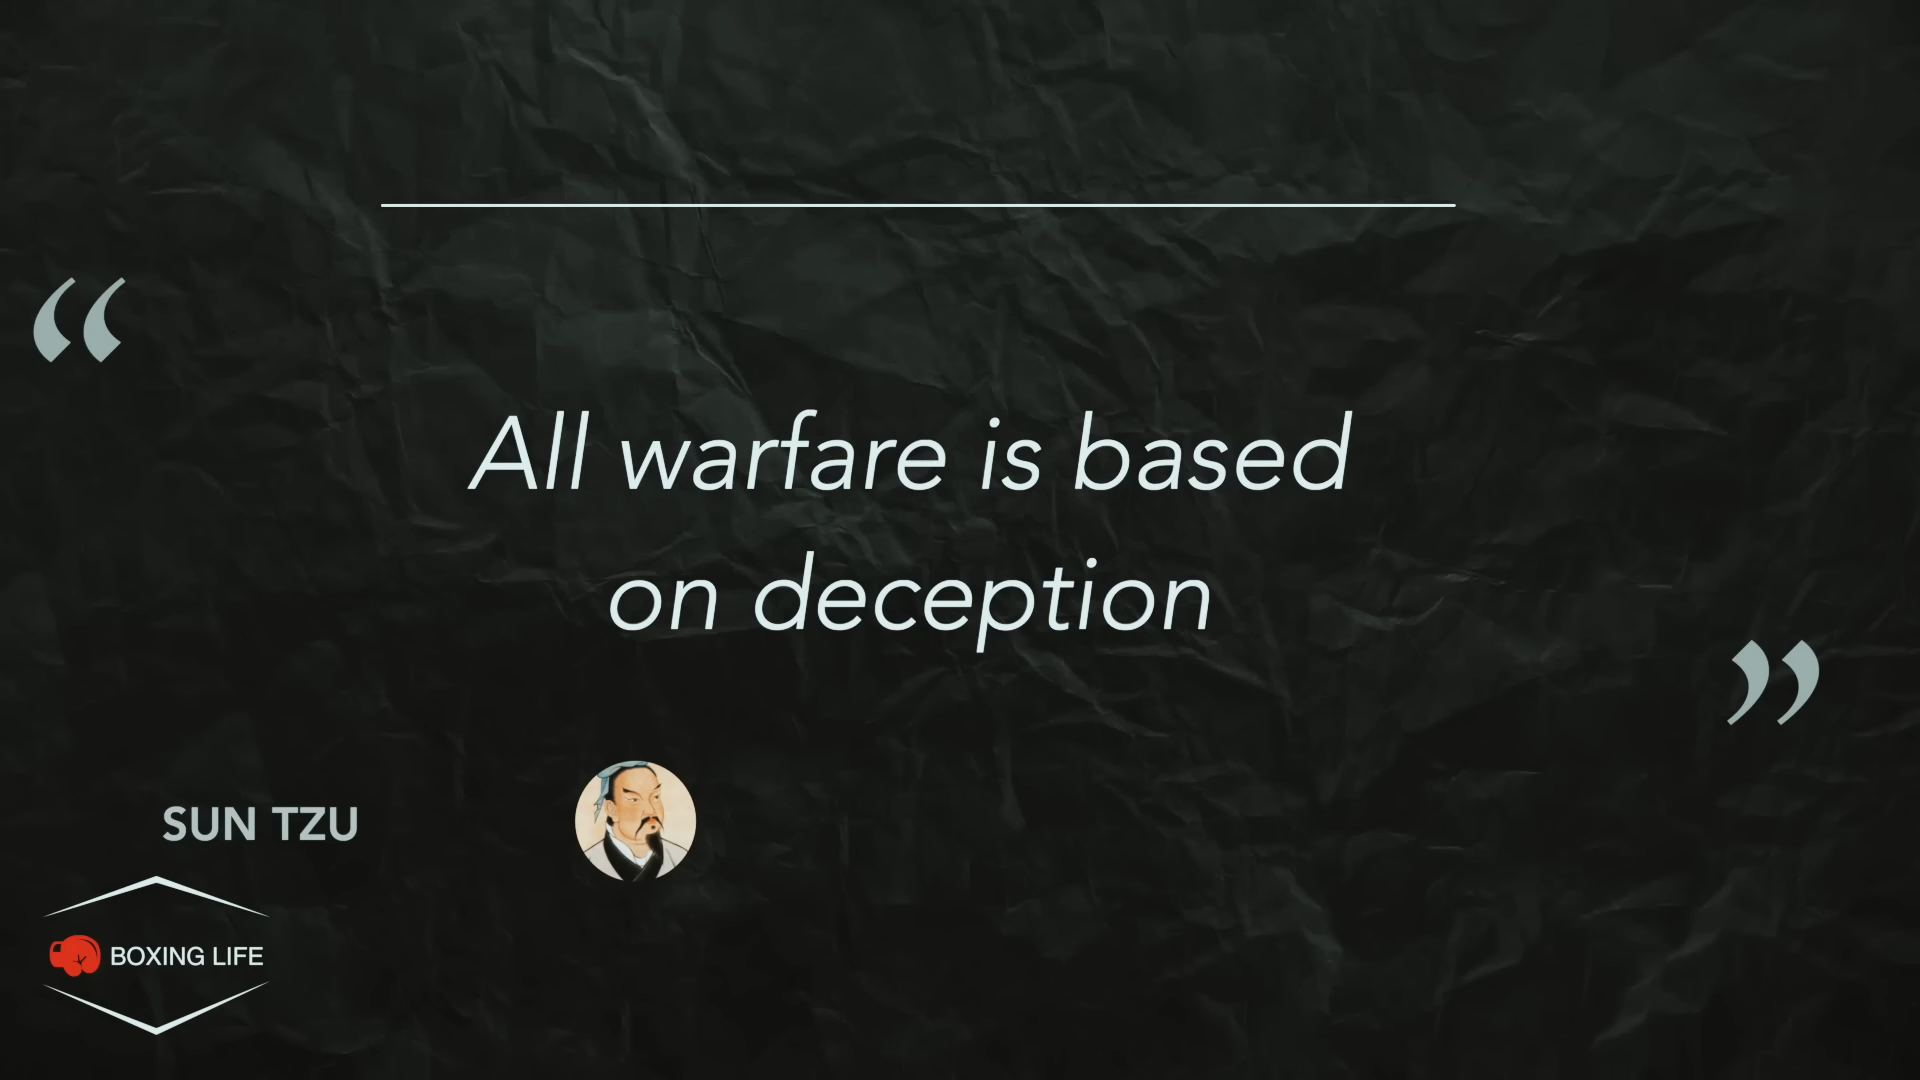 “
All warfare is based
on deception
”
SUN TZU
BOXING LIFE